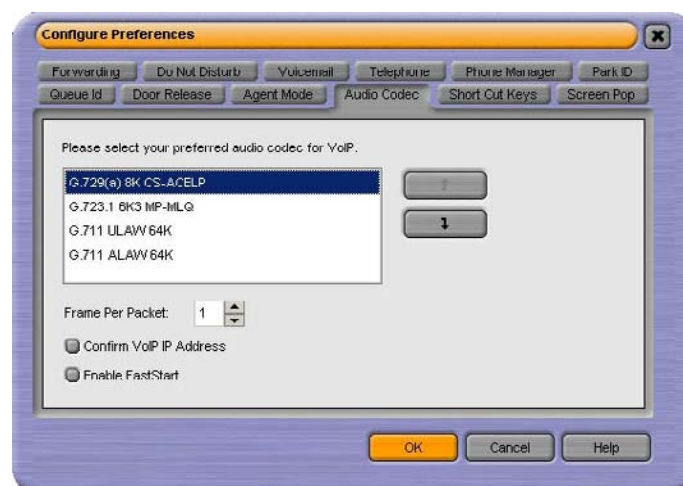 Configure Preferences
Forwarding Do Not Disturb Voicemail Telephone Phone Manager Park ID
Queue Id Door Release Agent Mode Audio Codec Short Cut Keys Screen Pop
Please select your preferred audio codec for VoIP.
G.729(a) 8K CS-ACELP
G.723.1 6K3 MP-MLQ
G.711 ULAW 64K
G.711 ALAW 64K
Frame Per Packet: 1
Confirm VoIP IP Address
Enable FastStart
OK Cancel Help